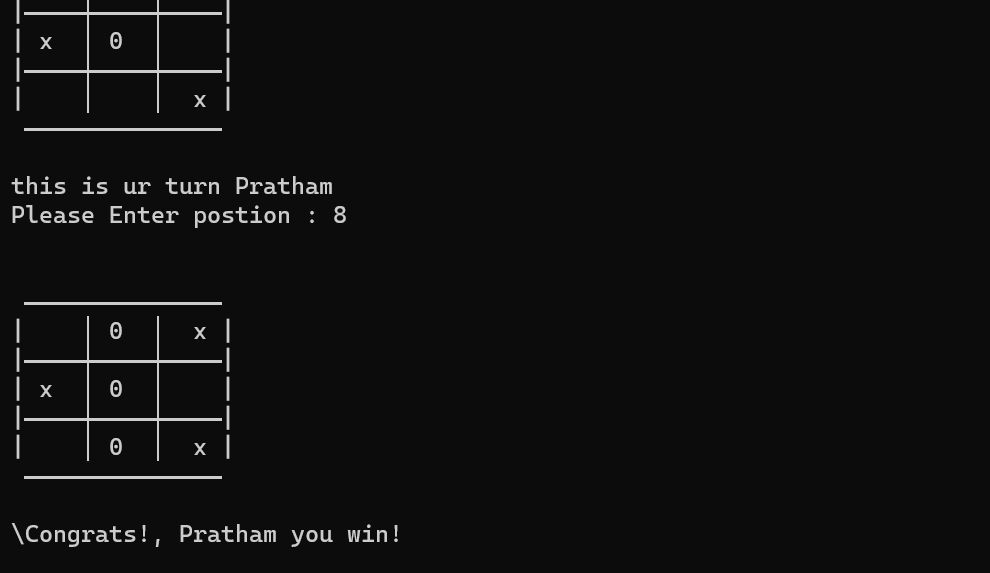 x 0
x
this is ur turn Pratham
Please Enter postion : 8
0 x
x 0
0 x
\Congrats!, Pratham you win!